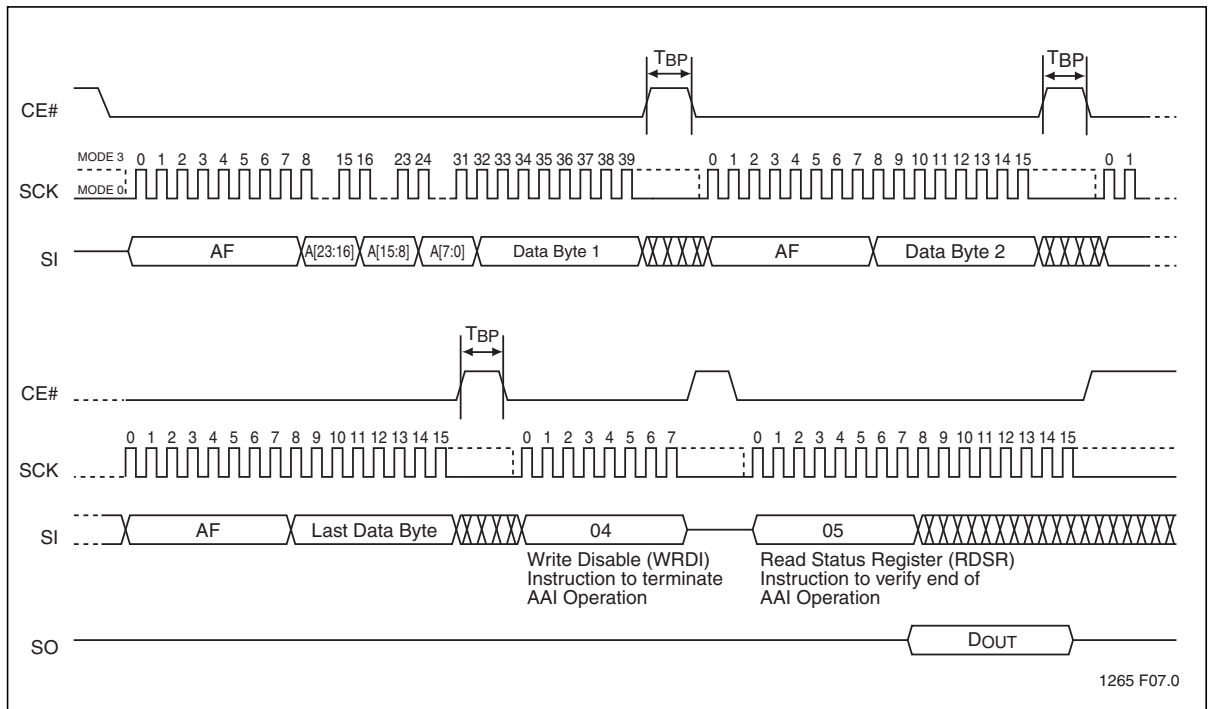 TBP TBP
CE#
MODE 3 0 1 2 3 4 5 6 7 8 15 16 23 24 31 32 33 34 35 36 37 38 39 0 1 2 3 4 5 6 7 8 9 10 11 12 13 14 15 0 1
SCK MODE 0
SI AF A[23:16] A[15:8] A[7:0] Data Byte 1 AF Data Byte 2
TBP
CE#
0 1 2 3 4 5 6 7 8 9 10 11 12 13 14 15 0 1 2 3 4 5 6 7 0 1 2 3 4 5 6 7 8 9 10 11 12 13 14 15
SCK
SI AF Last Data Byte 04 05
Write Disable (WRDI)
Instruction to terminate
AAI Operation
Read Status Register (RDSR)
Instruction to verify end of
AAI Operation
SO DOUT
1265 F07.0